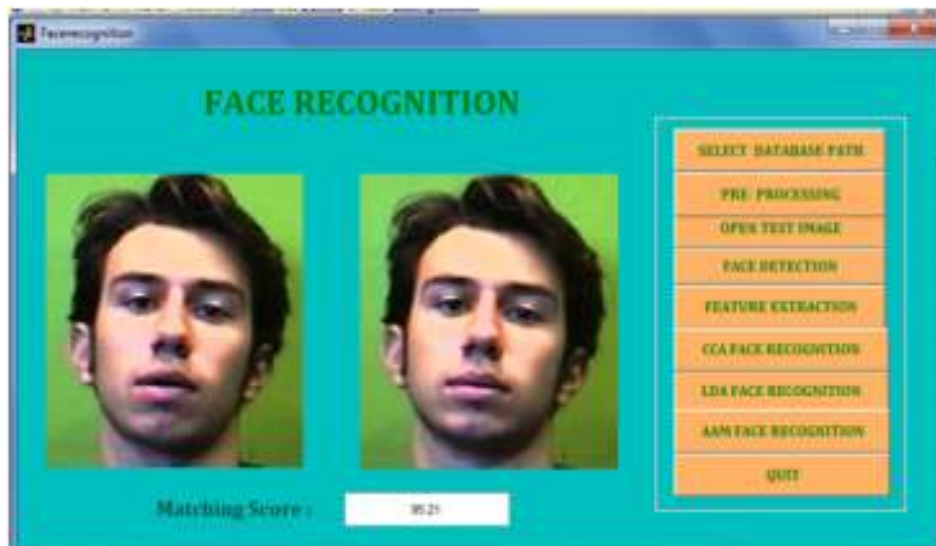 Facerecognition
FACE RECOGNITION
SELECT DATABASE PATH
PRE- PROCESSING
OPEN TEST IMAGE
FACE DETECTION
FEATURE EXTRACTION
CCA FACE RECOGNITION
LDA FACE RECOGNITION
AAM FACE RECOGNITION
QUIT
Matching Score :